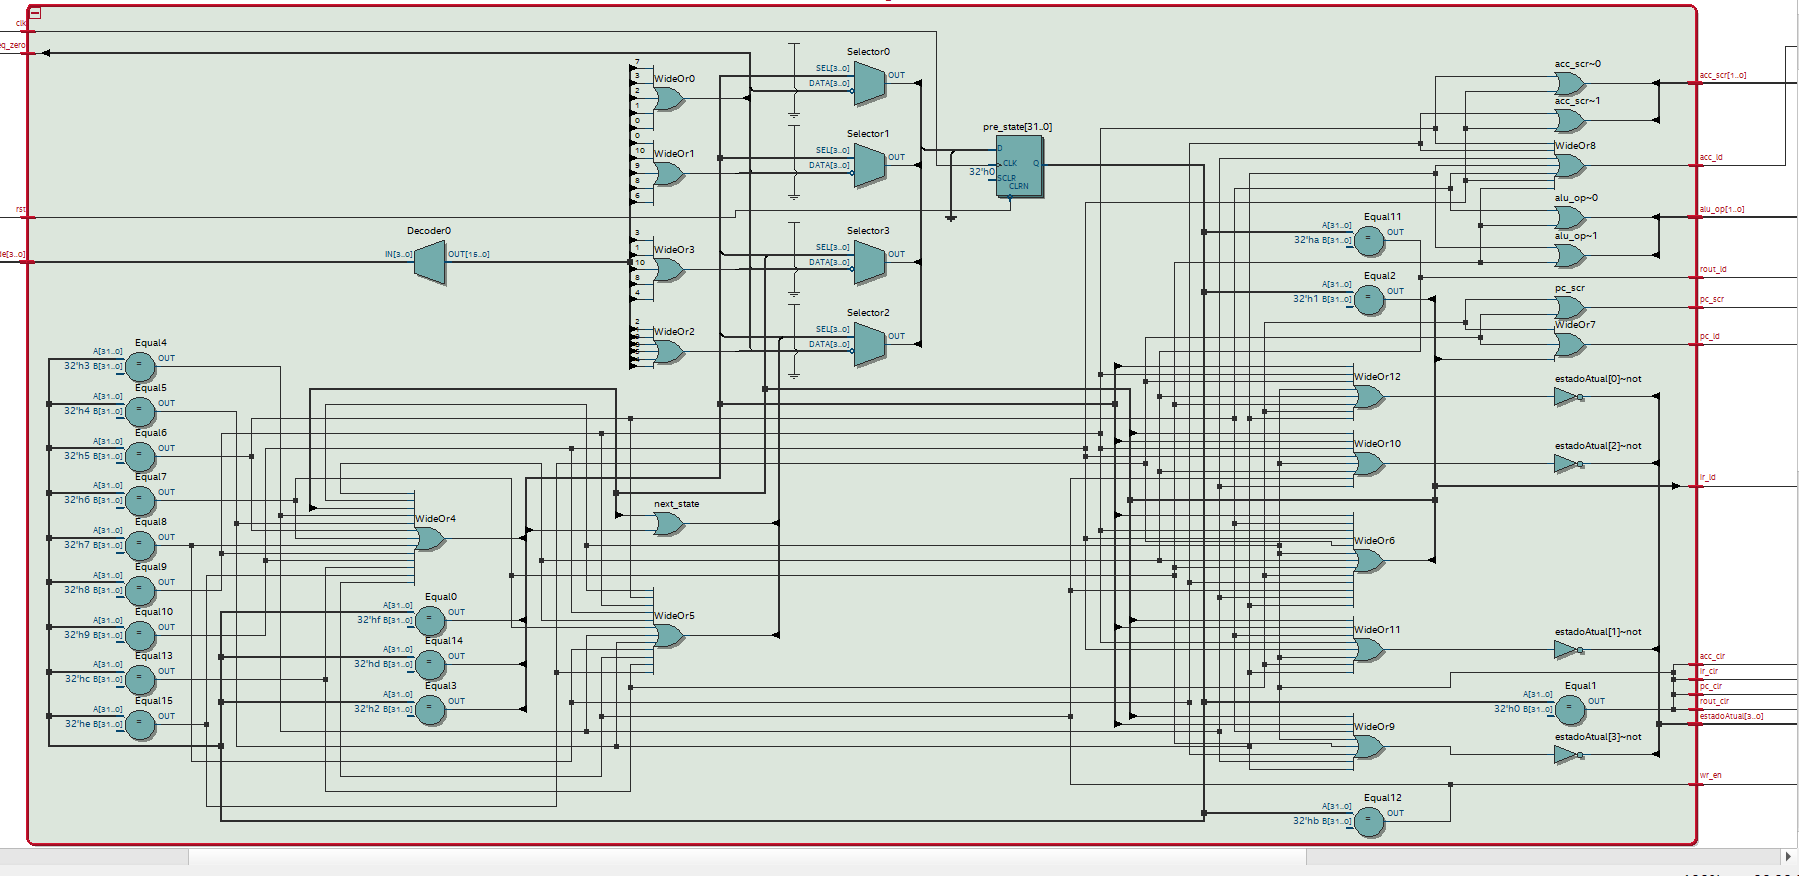 clk
eq_zero
rst
Decoder0
IN[3..0]
OUT[15..0]
7
3
2
1
0
WideOr0
0
10
9
8
6
WideOr1
3
1
10
8
4
WideOr3
2
WideOr2
Selector0
SEL[3..0]
DATA[3..0]
OUT
Selector1
SEL[3..0]
DATA[3..0]
OUT
Selector3
SEL[3..0]
DATA[3..0]
OUT
Selector2
SEL[3..0]
DATA[3..0]
OUT
pre_state[31..0]
D
CLK
Q
32'h0
SCLR
CLRN
Equal4
A[31..0]
OUT
32'h3 B[31..0]
Equal5
A[31..0]
OUT
32'h4 B[31..0]
Equal6
A[31..0]
OUT
32'h5 B[31..0]
Equal7
A[31..0]
OUT
32'h6 B[31..0]
Equal8
A[31..0]
OUT
32'h7 B[31..0]
Equal9
A[31..0]
OUT
32'h8 B[31..0]
Equal10
A[31..0]
OUT
32'h9 B[31..0]
Equal13
A[31..0]
OUT
32'hc B[31..0]
Equal15
A[31..0]
OUT
32'he B[31..0]
WideOr4
Equal0
A[31..0]
OUT
32'hf B[31..0]
Equal14
A[31..0]
OUT
32'hd B[31..0]
Equal3
A[31..0]
OUT
32'h2 B[31..0]
next_state
WideOr5
Equal11
A[31..0]
OUT
32'ha B[31..0]
Equal2
A[31..0]
OUT
32'h1 B[31..0]
WideOr12
WideOr10
WideOr6
WideOr11
WideOr9
Equal12
A[31..0]
OUT
32'hb B[31..0]
acc_scr~0
acc_scr~1
WideOr8
alu_op~0
alu_op~1
pc_scr
WideOr7
estadoAtual[0]~not
estadoAtual[2]~not
estadoAtual[1]~not
Equal1
A[31..0]
OUT
32'h0 B[31..0]
estadoAtual[3]~not
acc_scr[1..0]
acc_ld
alu_op[1..0]
rout_ld
pc_scr
pc_ld
ir_ld
acc_clr
ir_clr
pc_clr
rout_clr
estadoAtual[3..0]
wr_en